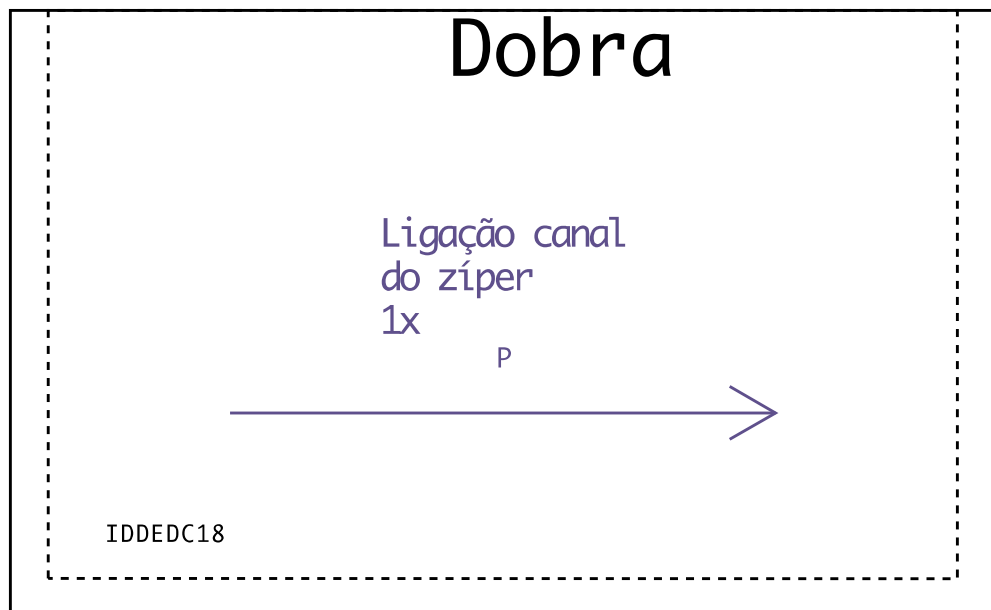 Dobra
Ligação canal
do zíper
1x
P
IDDEDC18